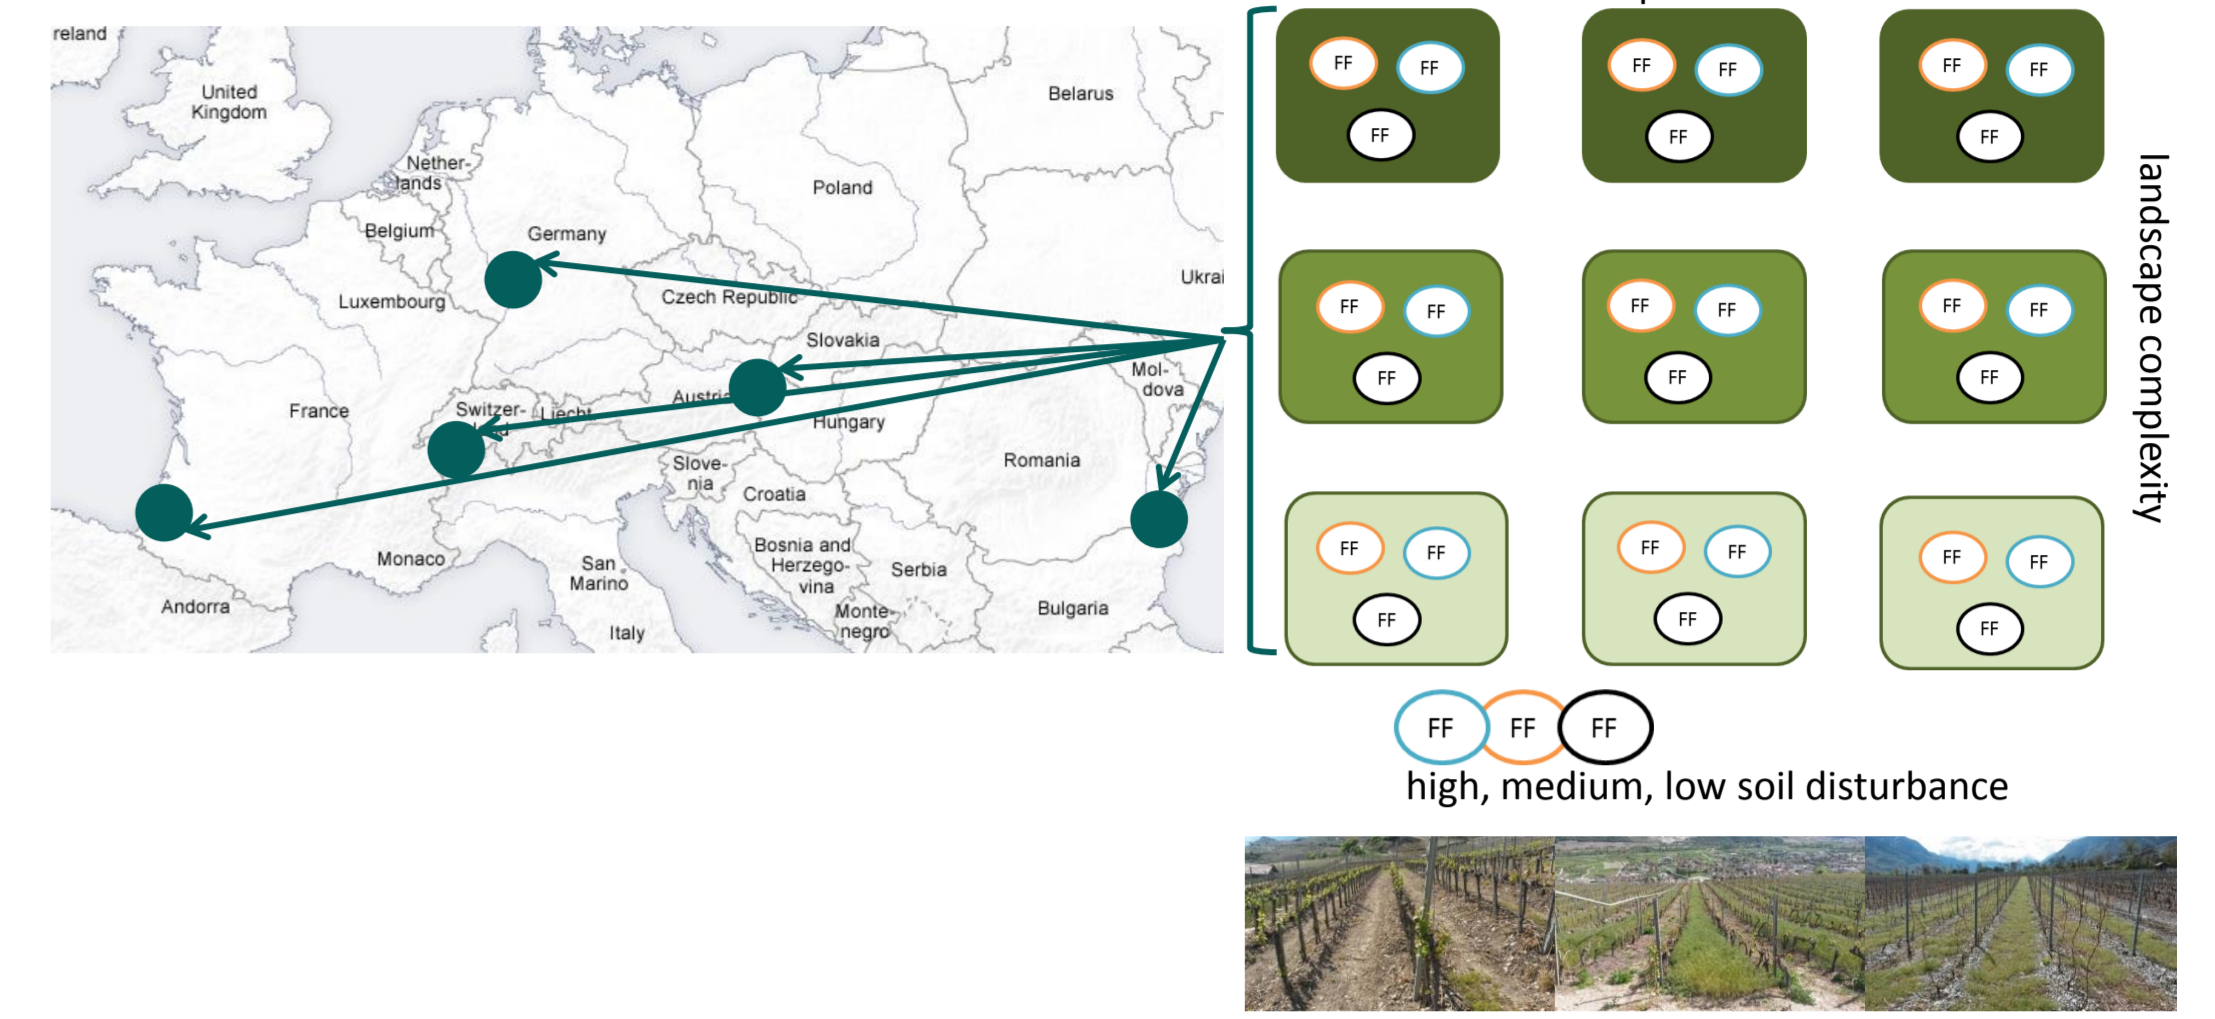 reland
United
Kingdom
Belarus
Nether-
lands
Poland
Belgium
Germany
Ukrai
Luxembourg
Czech Republic
Slovakia
Mol-
dova
France
Switzer-
land
Liecht
Austria
Hungary
Slove-
nia
Romania
Croatia
Monaco
San
Marino
Bosnia and
Herzego-
vina
Serbia
Andorra
Monte-
negro
Bulgaria
Italy
FF FF FF FF FF FF
FF FF FF
FF FF FF FF FF FF
FF FF FF
FF FF FF FF FF FF
FF FF FF
landscape complexity
FF FF FF
high, medium, low soil disturbance